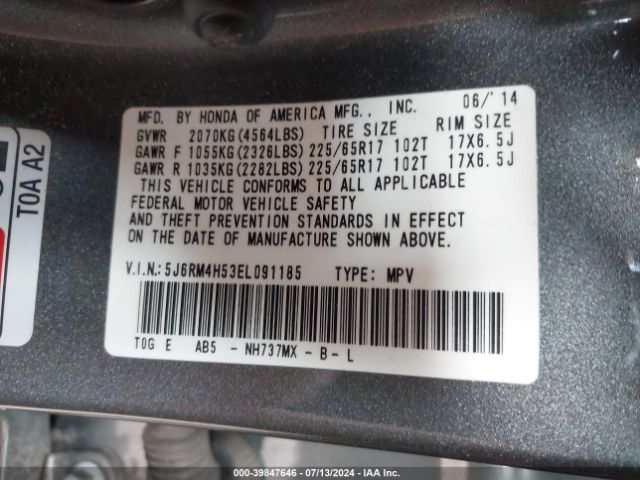 MFD. BY HONDA OF AMERICA MFG., INC. 06/'14
GVWR 2070KG(4564LBS) TIRE SIZE RIM SIZE
GAWR F 1055KG(2326LBS) 225/65R17 102T 17X6.5J
GAWR R 1035KG(2282LBS) 225/65R17 102T 17X6.5J
THIS VEHICLE CONFORMS TO ALL APPLICABLE
FEDERAL MOTOR VEHICLE SAFETY
AND THEFT PREVENTION STANDARDS IN EFFECT
ON THE DATE OF MANUFACTURE SHOWN ABOVE.
V.I.N.: 5J6RM4H53EL091185 TYPE: MPV
T0G E AB5 - NH737MX - B - L
T0A A2
000-39847646 | 07/13/2024 | IAA Inc.